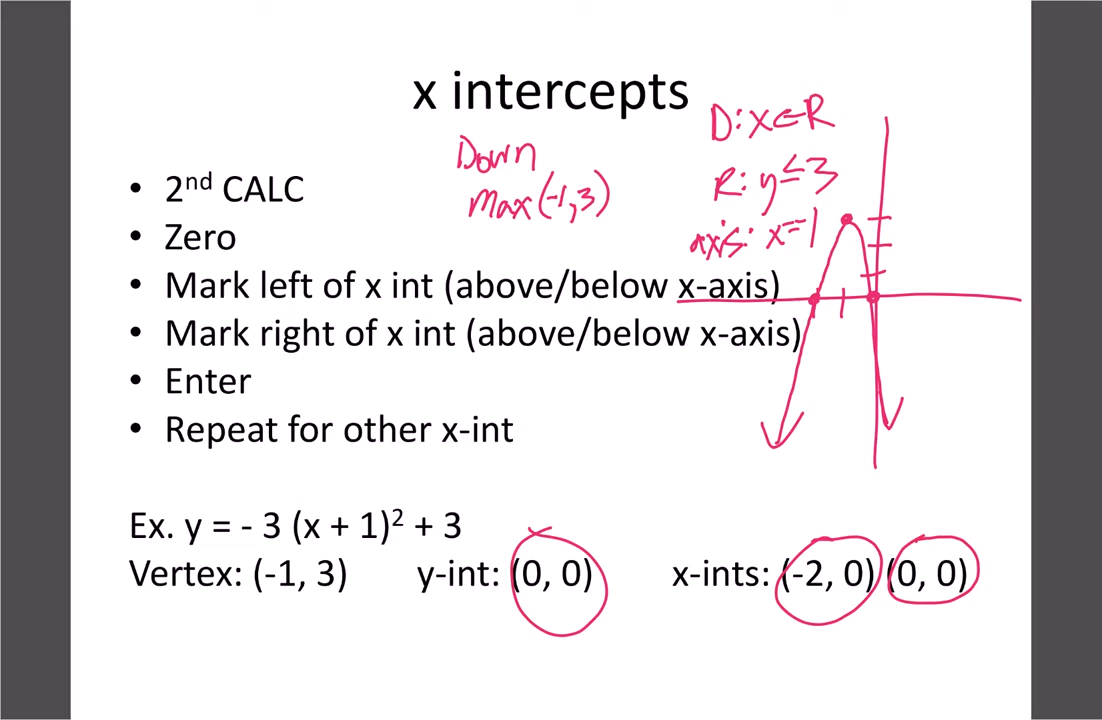 x intercepts
D: x∈R
Down
R: y≤3
max (-1,3)
axis: x=1
• 2nd CALC
• Zero
• Mark left of x int (above/below x-axis)
• Mark right of x int (above/below x-axis)
• Enter
• Repeat for other x-int
Ex. y = - 3 (x + 1)² + 3
Vertex: (-1, 3) y-int: (0, 0) x-ints: (-2, 0) (0, 0)